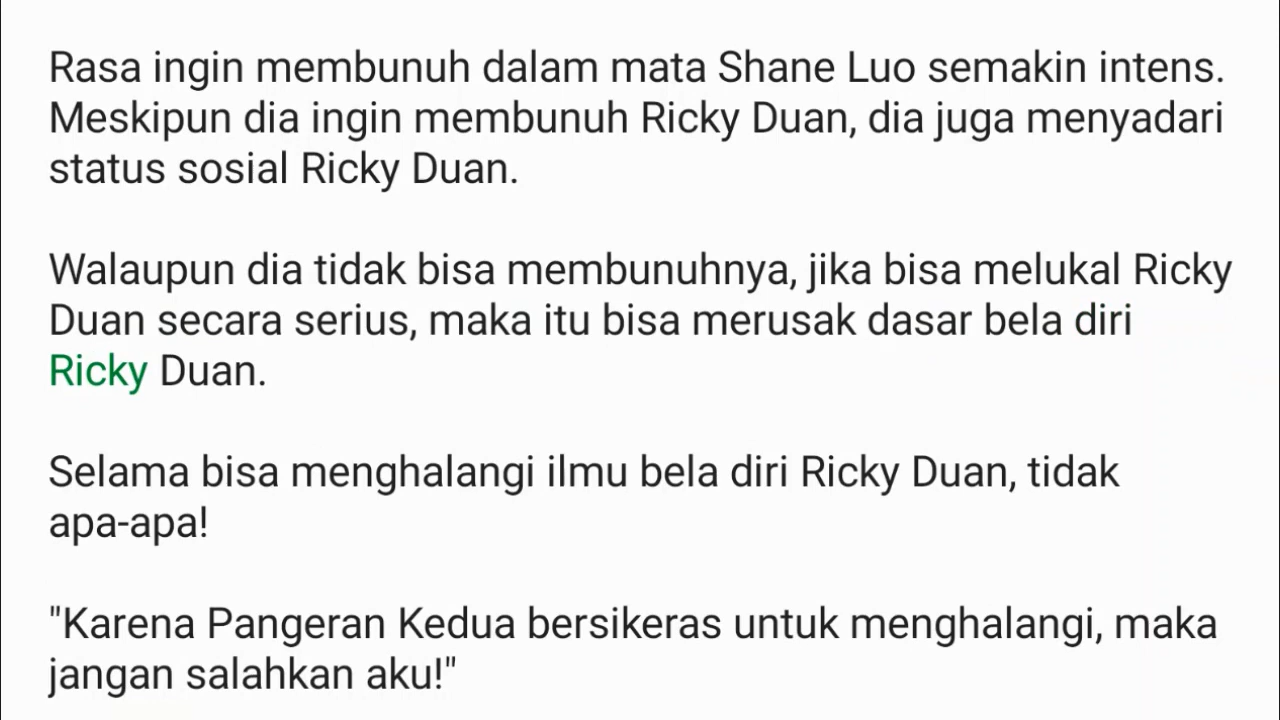 Rasa ingin membunuh dalam mata Shane Luo semakin intens.
Meskipun dia ingin membunuh Ricky Duan, dia juga menyadari
status sosial Ricky Duan.
Walaupun dia tidak bisa membunuhnya, jika bisa melukal Ricky
Duan secara serius, maka itu bisa merusak dasar bela diri
Ricky Duan.
Selama bisa menghalangi ilmu bela diri Ricky Duan, tidak
apa-apa!
"Karena Pangeran Kedua bersikeras untuk menghalangi, maka
jangan salahkan aku!"